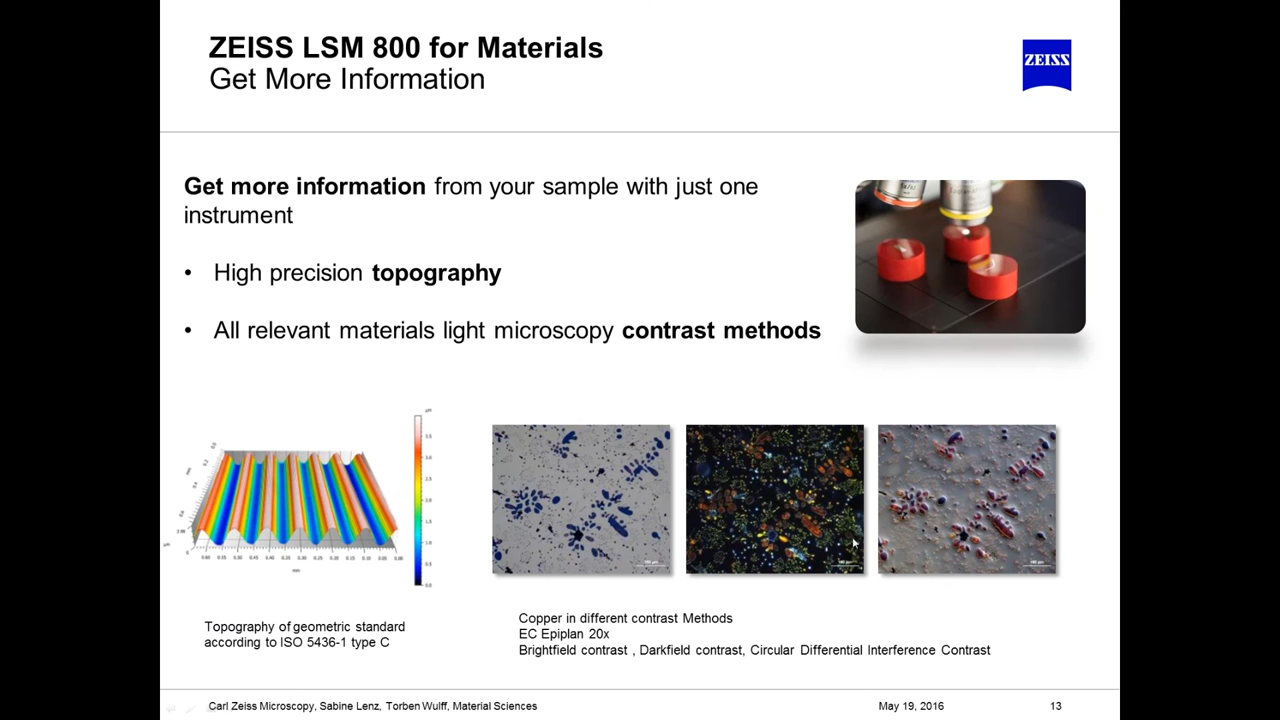 ZEISS LSM 800 for Materials
Get More Information
ZEISS
Get more information from your sample with just one
instrument
• High precision topography
• All relevant materials light microscopy contrast methods
Topography of geometric standard
according to ISO 5436-1 type C
Copper in different contrast Methods
EC Epiplan 20x
Brightfield contrast , Darkfield contrast, Circular Differential Interference Contrast
Carl Zeiss Microscopy, Sabine Lenz, Torben Wulff, Material Sciences
May 19, 2016
13